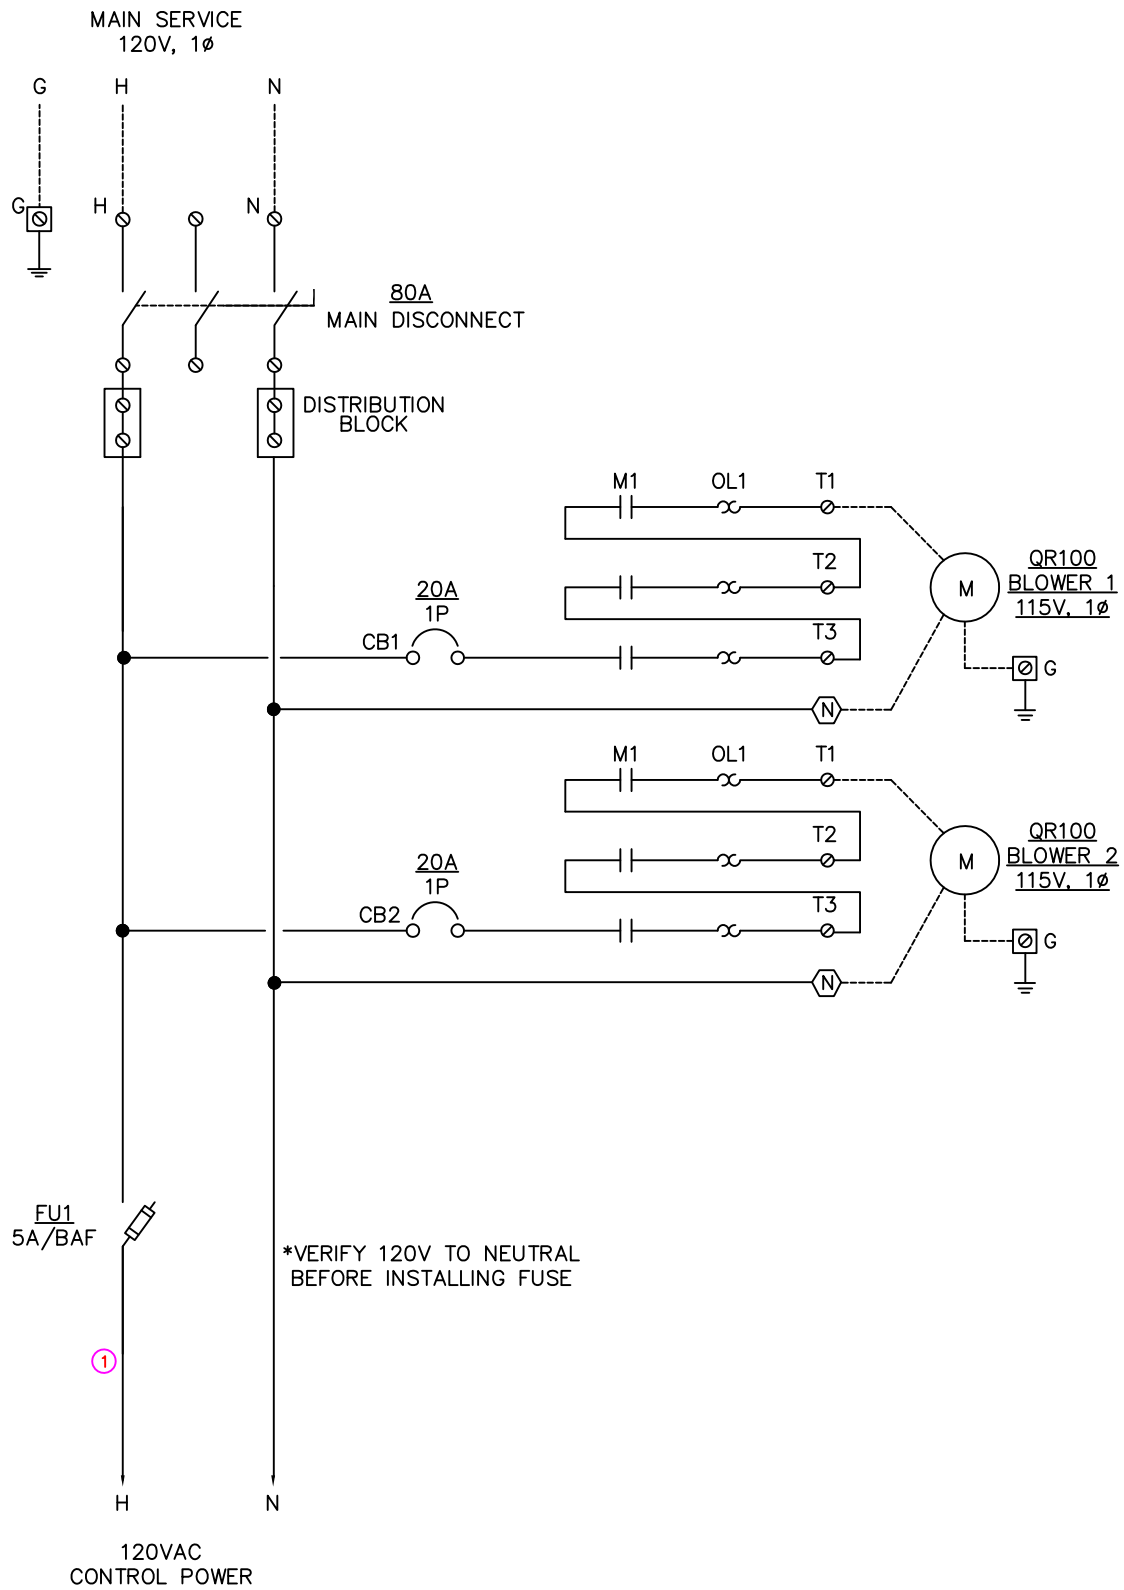 MAIN SERVICE
120V, 1ø
G H N
G H N
80A
MAIN DISCONNECT
DISTRIBUTION
BLOCK
M1 OL1 T1
T2
20A
1P
CB1
T3
M
QR100
BLOWER 1
115V, 1ø
G
N
M1 OL1 T1
T2
20A
1P
CB2
T3
M
QR100
BLOWER 2
115V, 1ø
G
N
FU1
5A/BAF
*VERIFY 120V TO NEUTRAL
BEFORE INSTALLING FUSE
1
H N
120VAC
CONTROL POWER